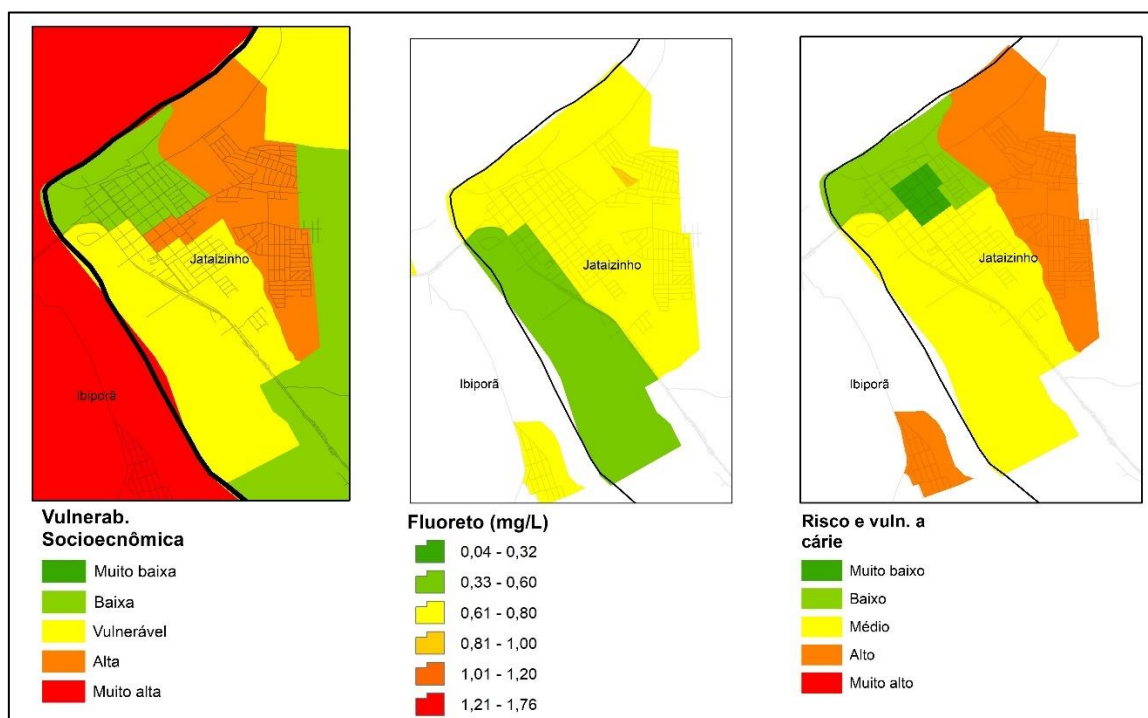 Jataizinho
Ibiporã
Vulnerab.
Socioecnômica
Muito baixa
Baixa
Vulnerável
Alta
Muito alta
Jataizinho
Ibiporã
Fluoreto (mg/L)
0,04 - 0,32
0,33 - 0,60
0,61 - 0,80
0,81 - 1,00
1,01 - 1,20
1,21 - 1,76
Jataizinho
Ibiporã
Risco e vuln. a
cárie
Muito baixo
Baixo
Médio
Alto
Muito alto